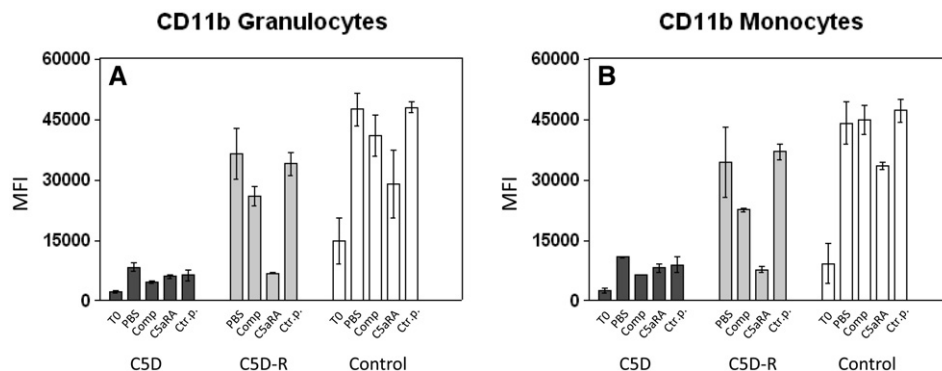 CD11b Granulocytes
A
MFI
60000
45000
30000
15000
0
T0 PBS Comp C5aRA Ctr.p. PBS Comp C5aRA Ctr.p. T0 PBS Comp C5aRA Ctr.p.
C5D C5D-R Control
CD11b Monocytes
B
MFI
60000
45000
30000
15000
0
T0 PBS Comp C5aRA Ctr.p. PBS Comp C5aRA Ctr.p. T0 PBS Comp C5aRA Ctr.p.
C5D C5D-R Control